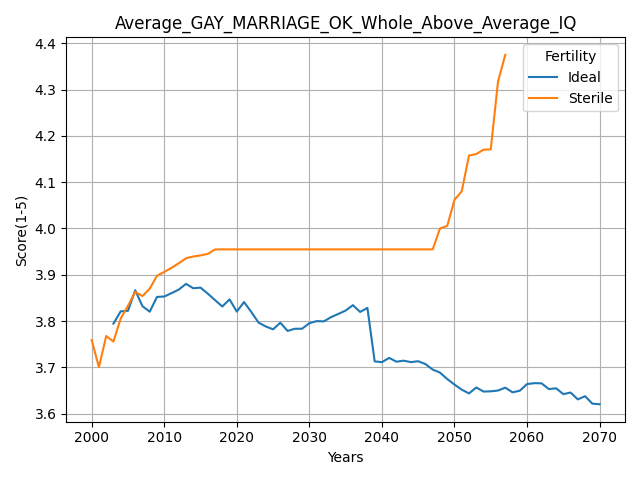 Average_GAY_MARRIAGE_OK_Whole_Above_Average_IQ
Fertility
Ideal
Sterile
Score(1-5)
4.4
4.3
4.2
4.1
4.0
3.9
3.8
3.7
3.6
2000 2010 2020 2030 2040 2050 2060 2070
Years